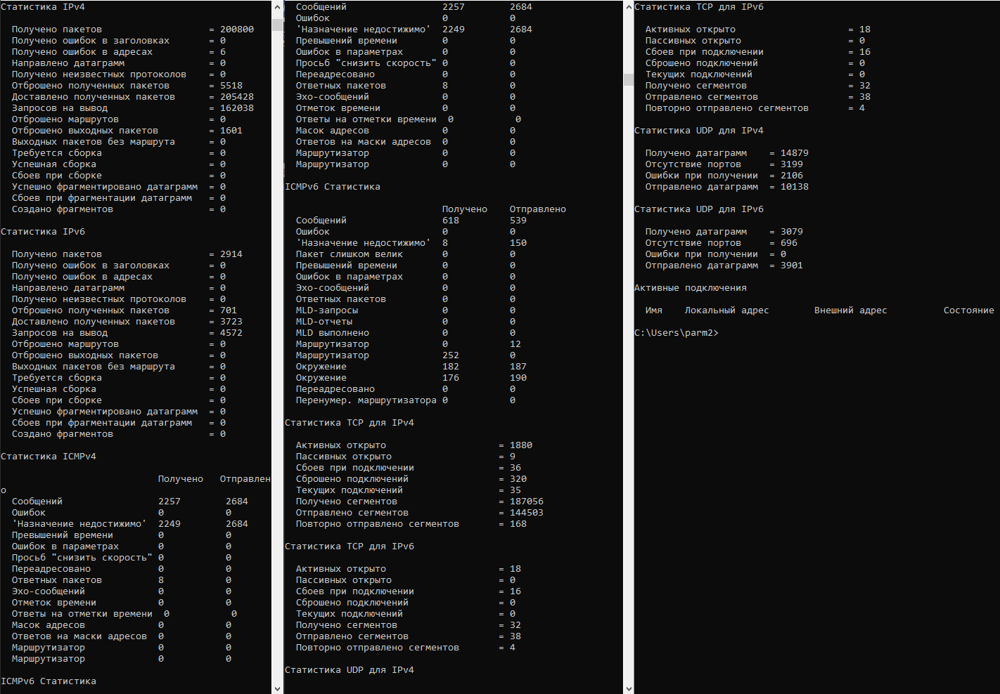 Статистика IPv4
Получено пакетов = 200800
Получено ошибок в заголовках = 0
Получено ошибок в адресах = 6
Направлено датаграмм = 0
Получено неизвестных протоколов = 0
Отброшено полученных пакетов = 5518
Доставлено полученных пакетов = 205428
Запросов на вывод = 162038
Отброшено маршрутов = 0
Отброшено выходных пакетов = 1601
Выходных пакетов без маршрута = 0
Требуется сборка = 0
Успешная сборка = 0
Сбоев при сборке = 0
Успешно фрагментировано датаграмм = 0
Сбоев при фрагментации датаграмм = 0
Создано фрагментов = 0
Статистика IPv6
Получено пакетов = 2914
Получено ошибок в заголовках = 0
Получено ошибок в адресах = 0
Направлено датаграмм = 0
Получено неизвестных протоколов = 0
Отброшено полученных пакетов = 701
Доставлено полученных пакетов = 3723
Запросов на вывод = 4572
Отброшено маршрутов = 0
Отброшено выходных пакетов = 0
Выходных пакетов без маршрута = 0
Требуется сборка = 0
Успешная сборка = 0
Сбоев при сборке = 0
Успешно фрагментировано датаграмм = 0
Сбоев при фрагментации датаграмм = 0
Создано фрагментов = 0
Статистика ICMPv4
Получено Отправлен
о
Сообщений 2257 2684
Ошибок 0 0
'Назначение недостижимо' 2249 2684
Превышений времени 0 0
Ошибок в параметрах 0 0
Просьб "снизить скорость" 0 0
Переадресовано 0 0
Ответных пакетов 8 0
Эхо-сообщений 0 0
Отметок времени 0 0
Ответы на отметки времени 0 0
Масок адресов 0 0
Ответов на маски адресов 0 0
Маршрутизатор 0 0
Маршрутизатор 0 0
ICMPv6 Статистика
Сообщений 2257 2684
Ошибок 0 0
'Назначение недостижимо' 2249 2684
Превышений времени 0 0
Ошибок в параметрах 0 0
Просьб "снизить скорость" 0 0
Переадресовано 0 0
Ответных пакетов 8 0
Эхо-сообщений 0 0
Отметок времени 0 0
Ответы на отметки времени 0 0
Масок адресов 0 0
Ответов на маски адресов 0 0
Маршрутизатор 0 0
Маршрутизатор 0 0
ICMPv6 Статистика
Получено Отправлено
Сообщений 618 539
Ошибок 0 0
'Назначение недостижимо' 8 150
Пакет слишком велик 0 0
Превышений времени 0 0
Ошибок в параметрах 0 0
Эхо-сообщений 0 0
Ответных пакетов 0 0
MLD-запросы 0 0
MLD-отчеты 0 0
MLD выполнено 0 0
Маршрутизатор 0 12
Маршрутизатор 252 0
Окружение 182 187
Окружение 176 190
Переадресовано 0 0
Перенумер. маршрутизатора 0 0
Статистика TCP для IPv4
Активных открыто = 1880
Пассивных открыто = 9
Сбоев при подключении = 36
Сброшено подключений = 320
Текущих подключений = 35
Получено сегментов = 187056
Отправлено сегментов = 144503
Повторно отправлено сегментов = 168
Статистика TCP для IPv6
Активных открыто = 18
Пассивных открыто = 0
Сбоев при подключении = 16
Сброшено подключений = 0
Текущих подключений = 0
Получено сегментов = 32
Отправлено сегментов = 38
Повторно отправлено сегментов = 4
Статистика UDP для IPv4
Статистика TCP для IPv6
Активных открыто = 18
Пассивных открыто = 0
Сбоев при подключении = 16
Сброшено подключений = 0
Текущих подключений = 0
Получено сегментов = 32
Отправлено сегментов = 38
Повторно отправлено сегментов = 4
Статистика UDP для IPv4
Получено датаграмм = 14879
Отсутствие портов = 3199
Ошибки при получении = 2106
Отправлено датаграмм = 10138
Статистика UDP для IPv6
Получено датаграмм = 3079
Отсутствие портов = 696
Ошибки при получении = 0
Отправлено датаграмм = 3901
Активные подключения
Имя Локальный адрес Внешний адрес Состояние
C:\Users\parm2>